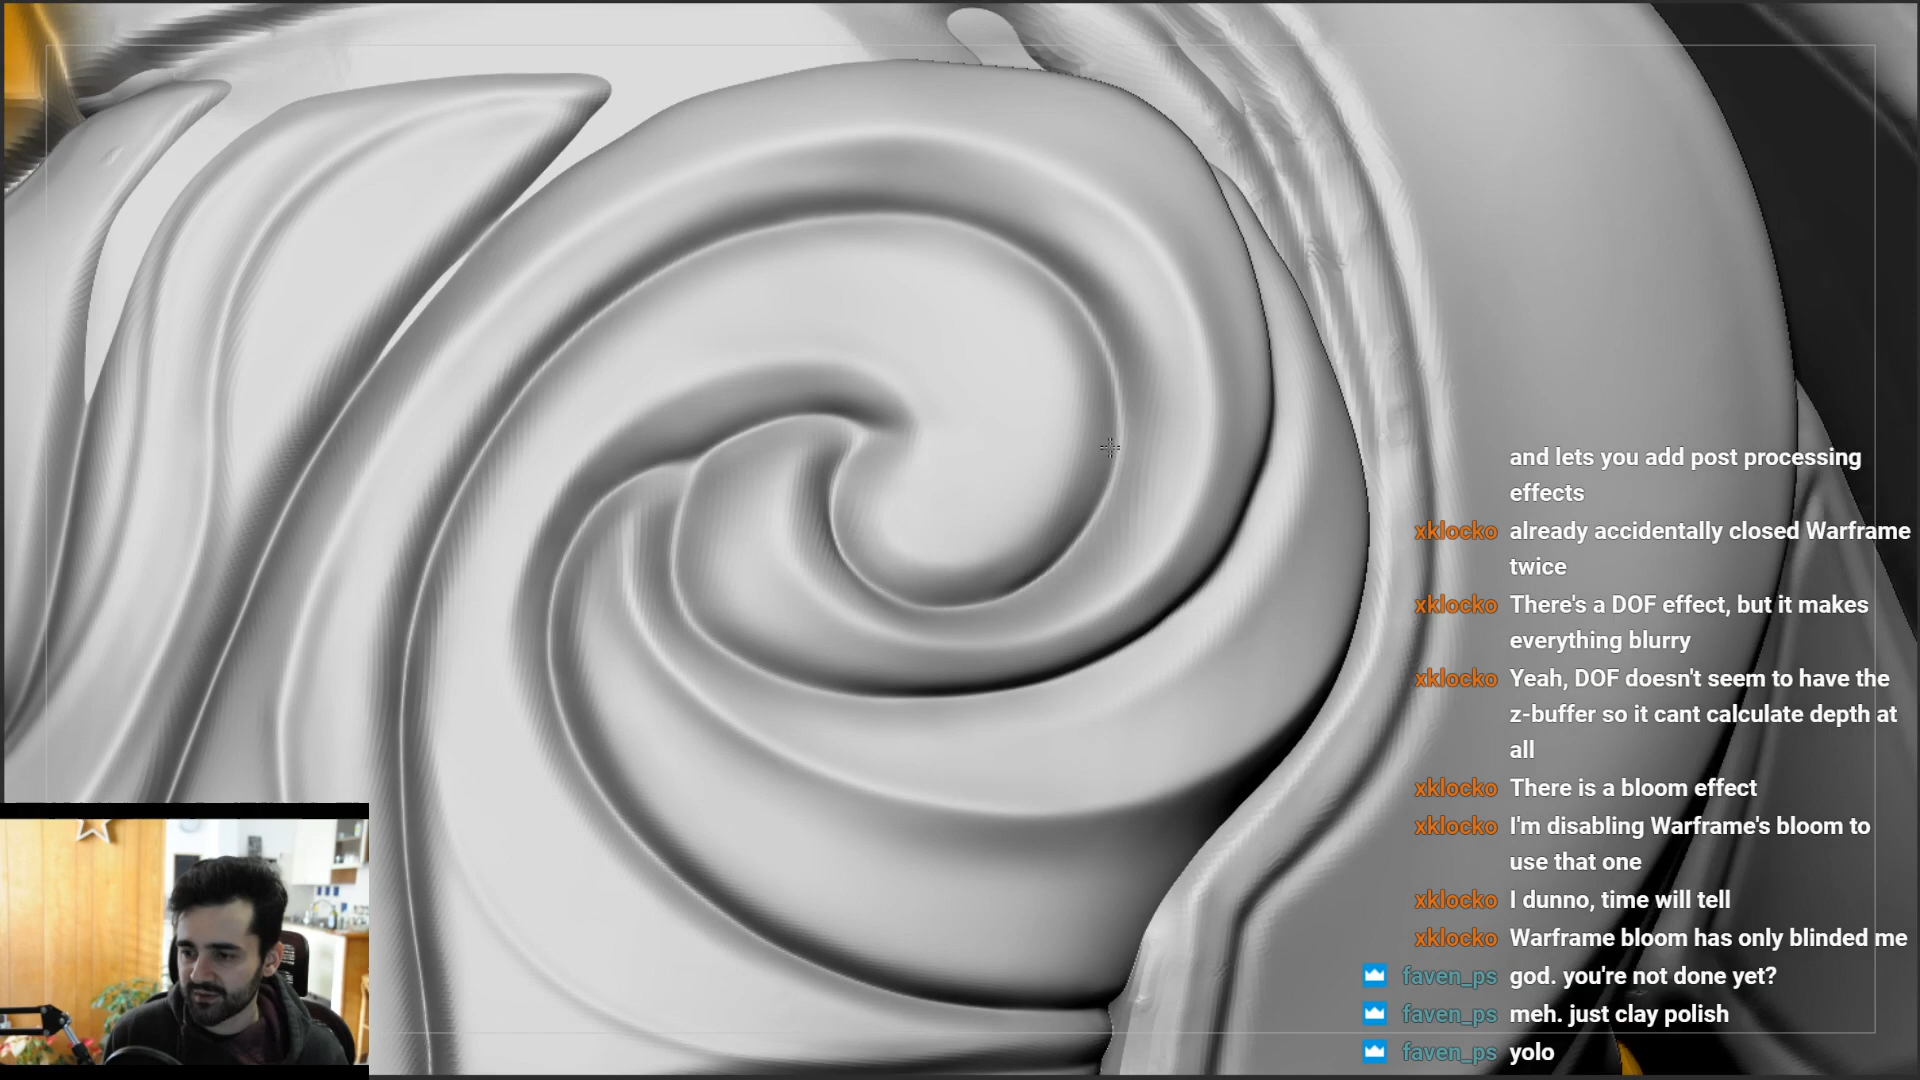 and lets you add post processing
effects
xklocko already accidentally closed Warframe
twice
xklocko There's a DOF effect, but it makes
everything blurry
xklocko Yeah, DOF doesn't seem to have the
z-buffer so it cant calculate depth at
all
xklocko There is a bloom effect
xklocko I'm disabling Warframe's bloom to
use that one
xklocko I dunno, time will tell
xklocko Warframe bloom has only blinded me
faven_ps god. you're not done yet?
faven_ps meh. just clay polish
faven_ps yolo